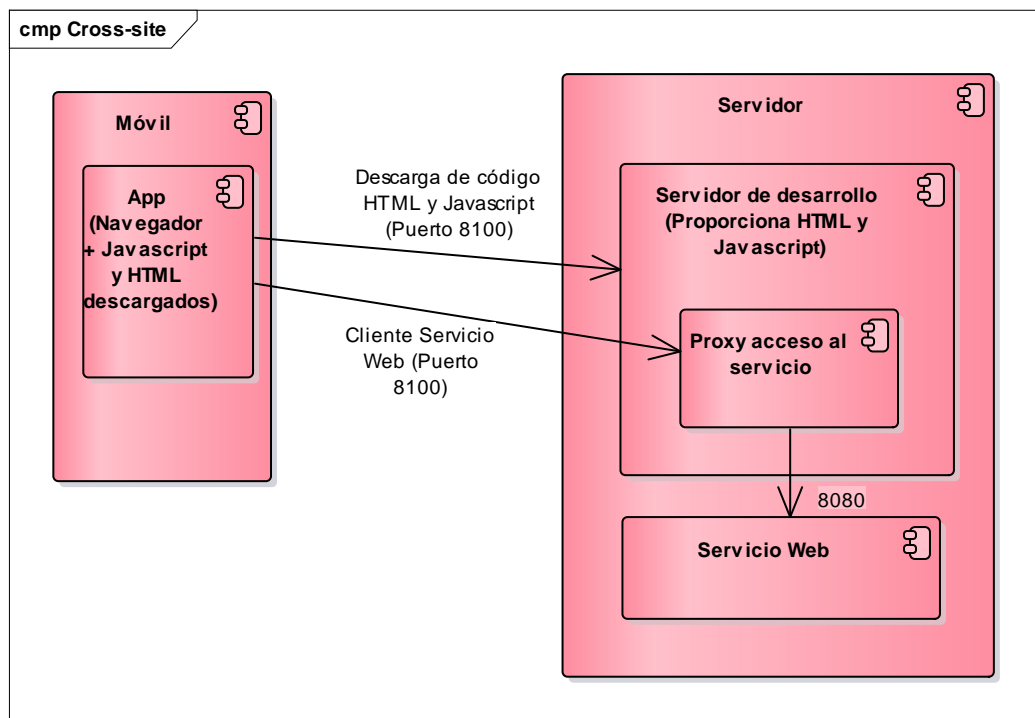 cmp Cross-site
Móvil
App
(Navegador
+ Javascript
y HTML
descargados)
Descarga de código
HTML y Javascript
(Puerto 8100)
Cliente Servicio
Web (Puerto
8100)
Servidor
Servidor de desarrollo
(Proporciona HTML y
Javascript)
Proxy acceso al
servicio
8080
Servicio Web